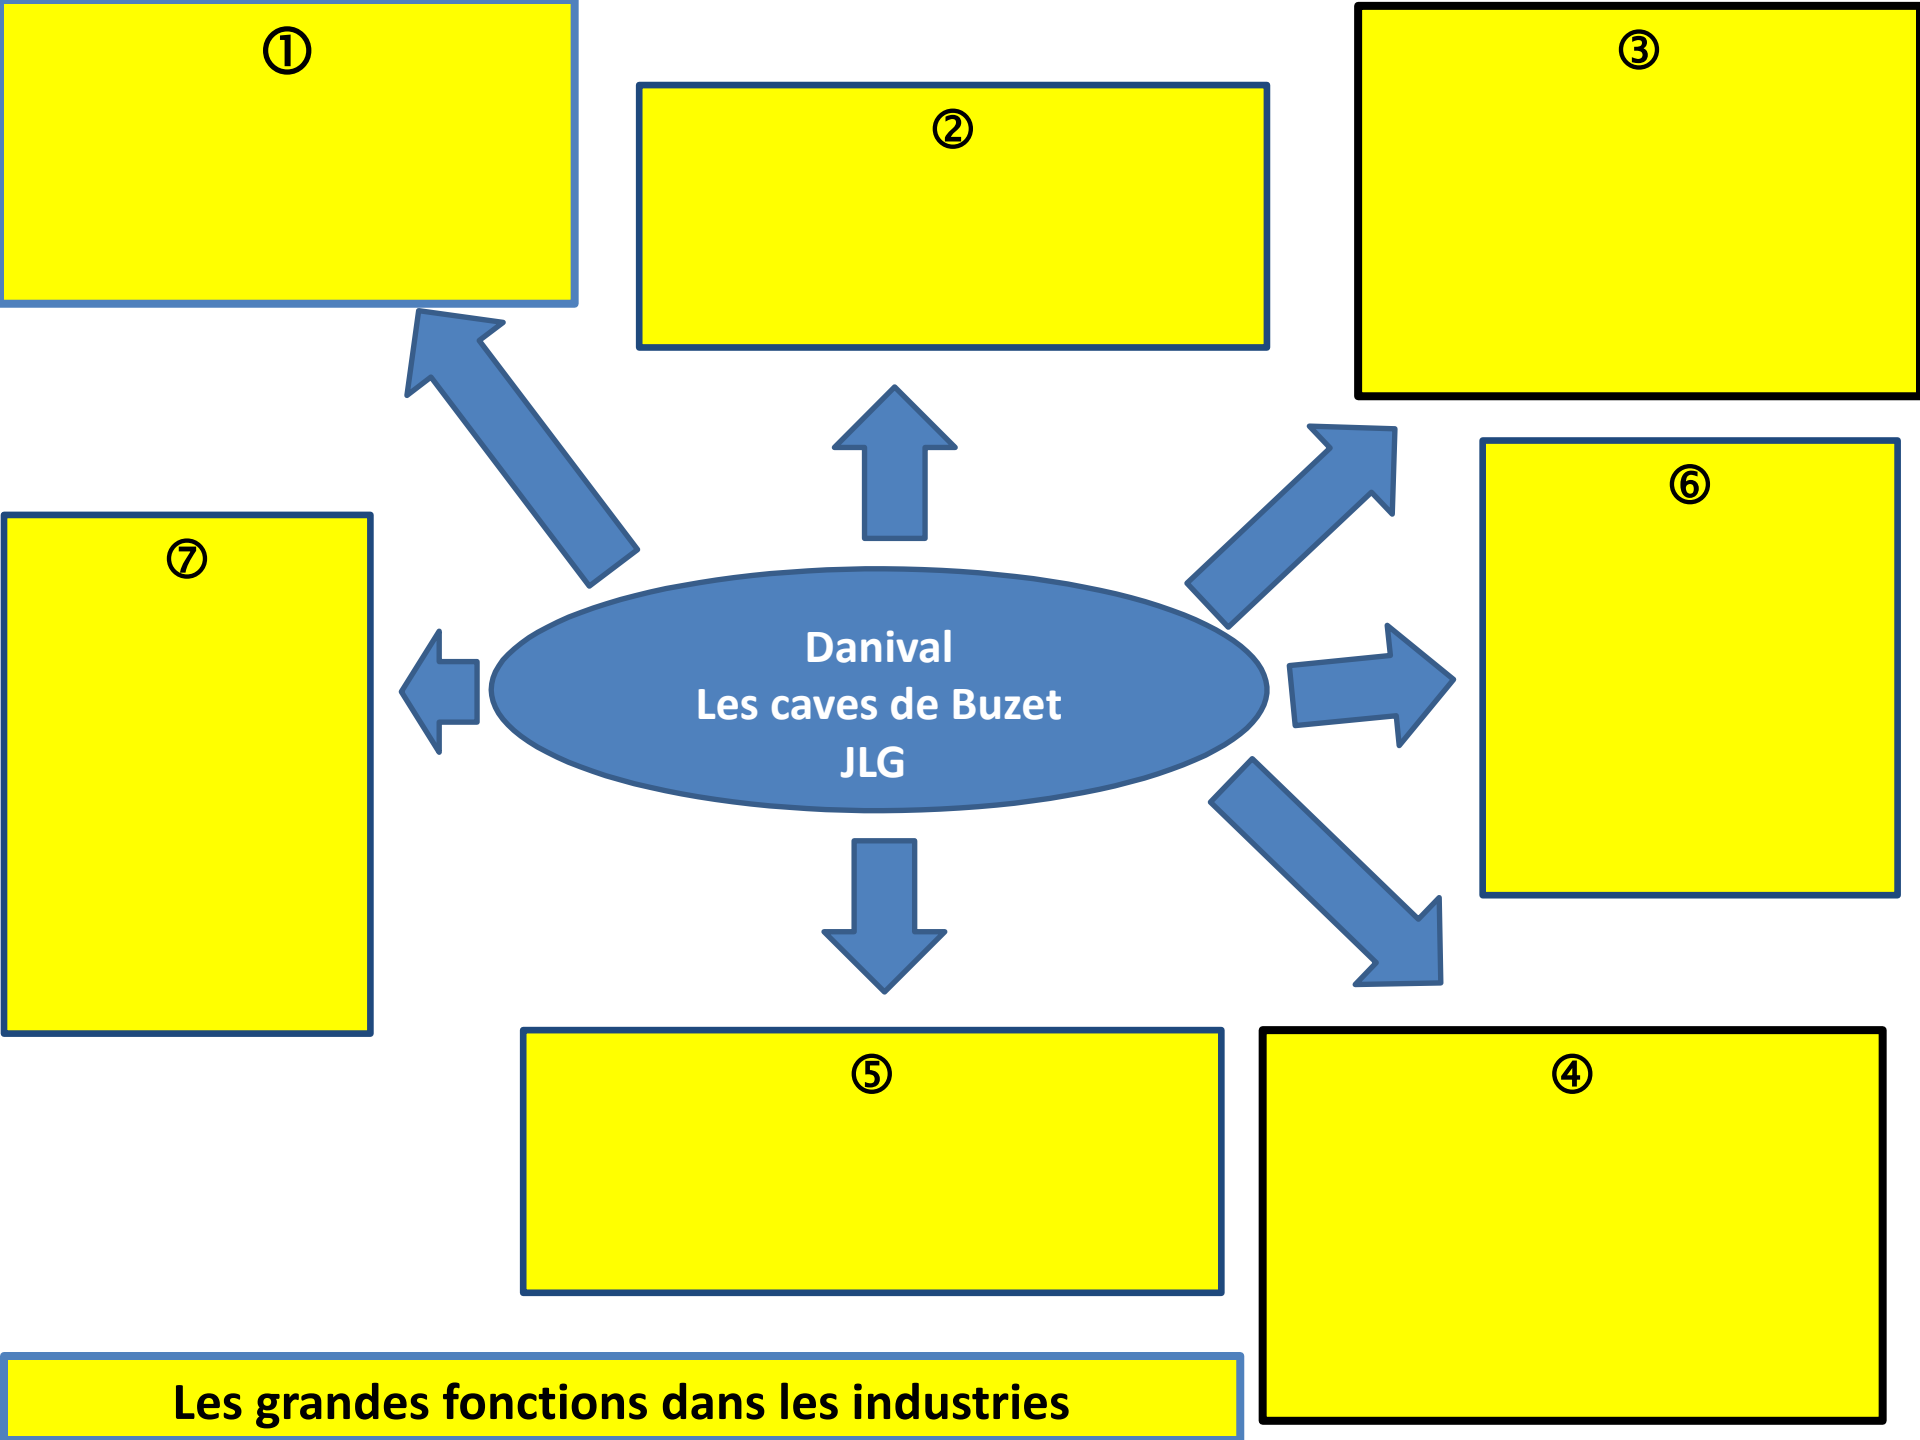 ①
②
③
⑥
⑦
Danival
Les caves de Buzet
JLG
⑤
④
Les grandes fonctions dans les industries